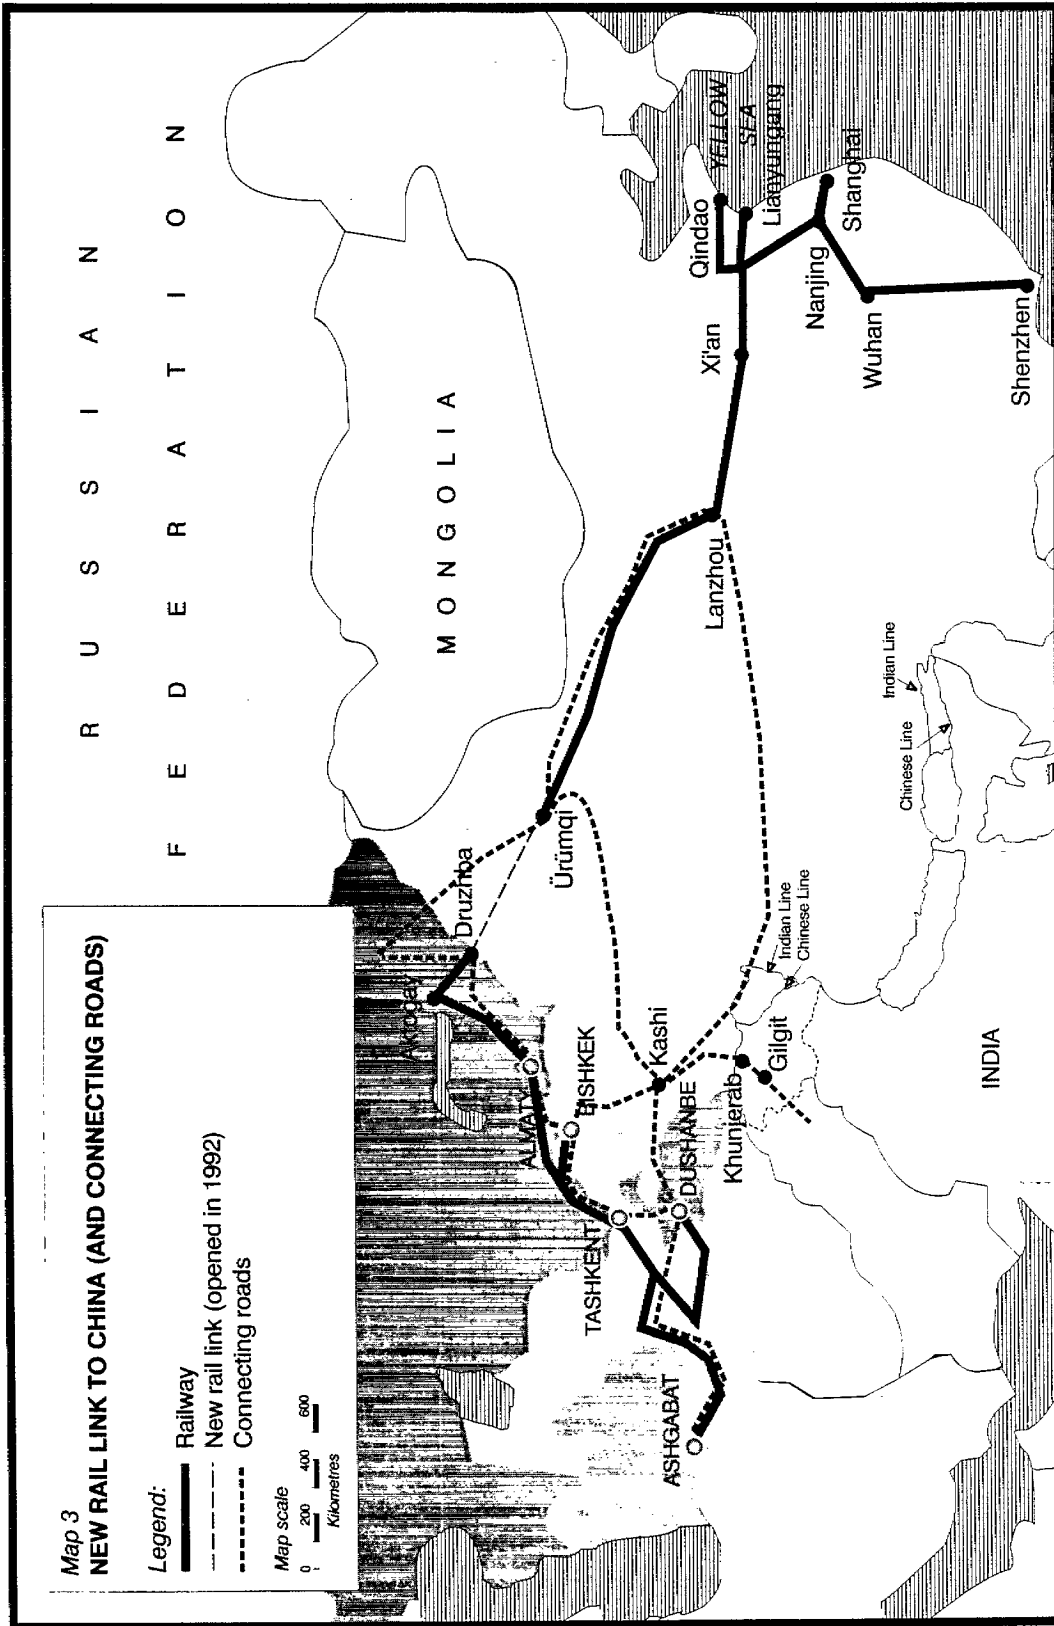 Map 3
NEW RAIL LINK TO CHINA (AND CONNECTING ROADS)
Legend:
Railway
New rail link (opened in 1992)
Connecting roads
Map scale
0 200 400 600
Kilometres
RUSSIAN
FEDERATION
MONGOLIA
Aktogay
Druzhba
ALMATY
BISHKEK
TASHKENT
DUSHANBE
ASHGABAT
Ürümqi
Kashi
Khunjerab
Gilgit
Indian Line
Chinese Line
INDIA
Chinese Line
Indian Line
Lanzhou
Xi'an
Qindao
YELLOW
SEA
Lianyungang
Nanjing
Shanghai
Wuhan
Shenzhen